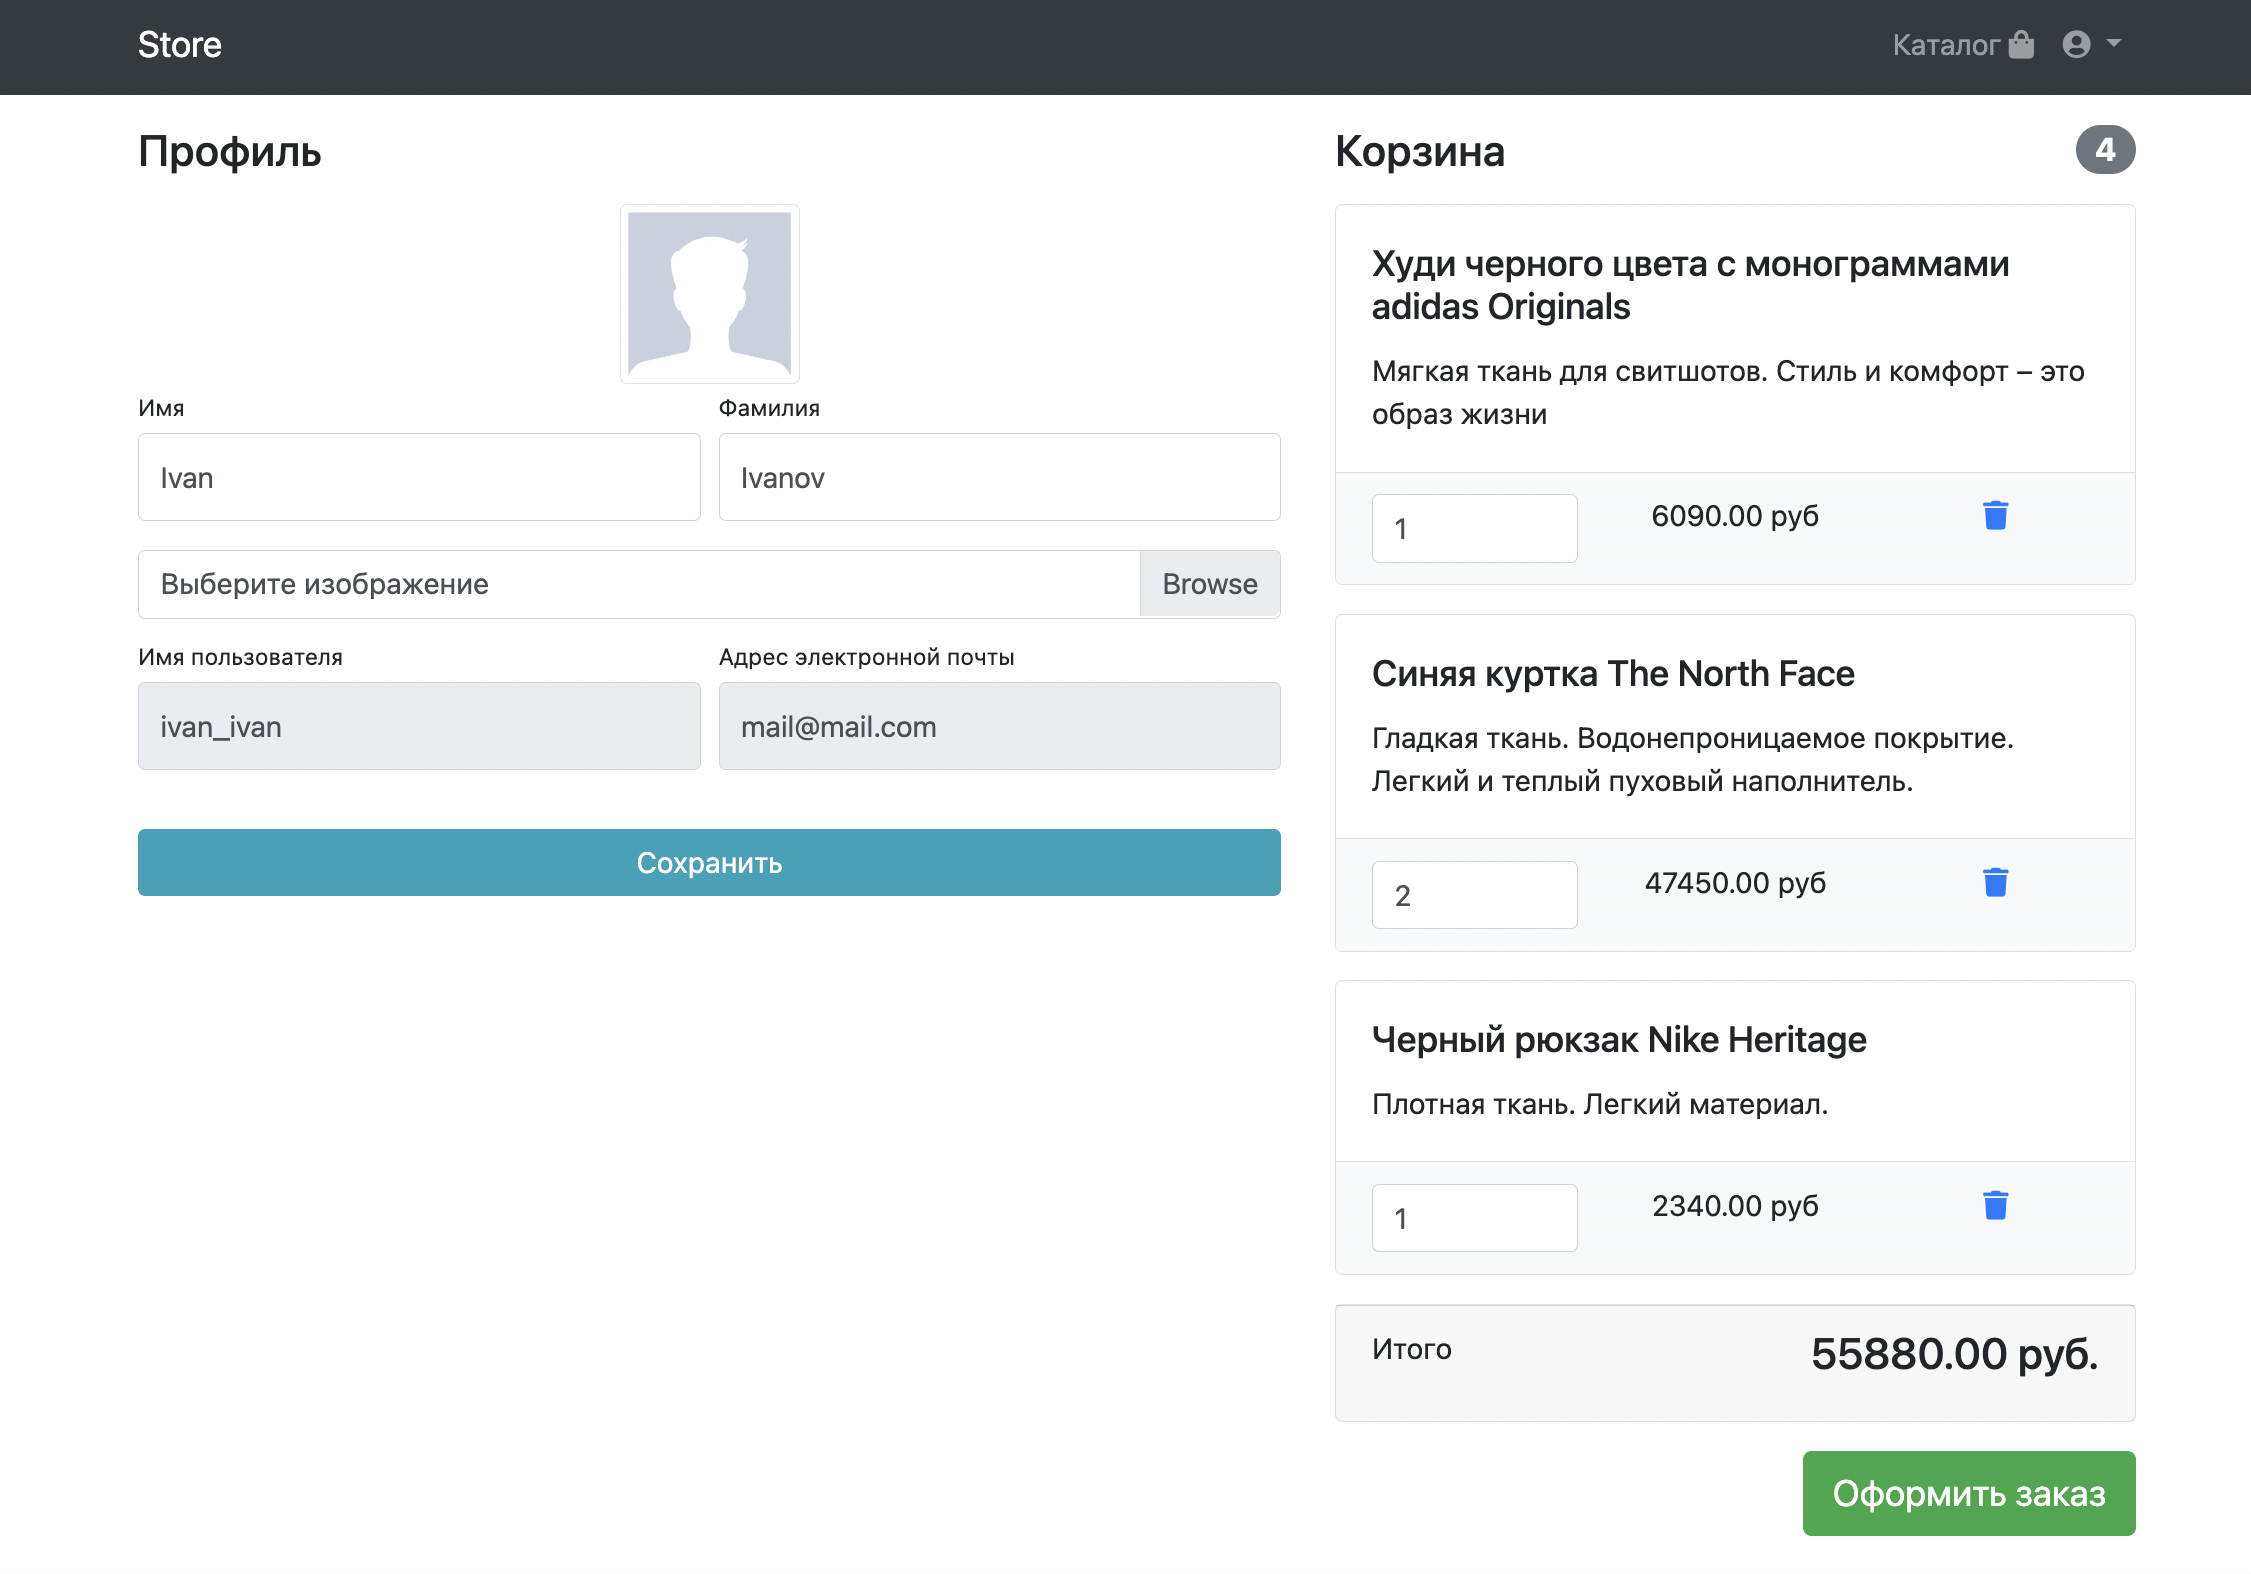 Store
Каталог
Профиль
Имя
Фамилия
Ivan
Ivanov
Выберите изображение
Browse
Имя пользователя
Адрес электронной почты
ivan_ivan
mail@mail.com
Сохранить
Корзина
4
Худи черного цвета с монограммами
adidas Originals
Мягкая ткань для свитшотов. Стиль и комфорт – это
образ жизни
1
6090.00 руб
Синяя куртка The North Face
Гладкая ткань. Водонепроницаемое покрытие.
Легкий и теплый пуховый наполнитель.
2
47450.00 руб
Черный рюкзак Nike Heritage
Плотная ткань. Легкий материал.
1
2340.00 руб
Итого
55880.00 руб.
Оформить заказ